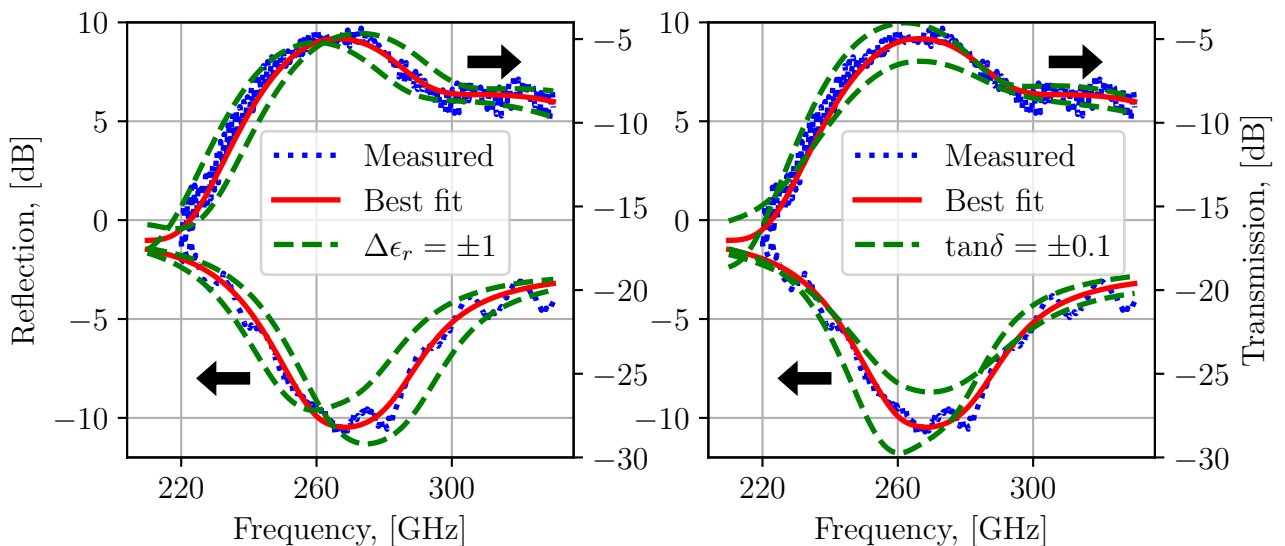 10
5
0
−5
−10
Reflection, [dB]
−5
−10
−15
−20
−25
−30
220
260
300
Frequency, [GHz]
Measured
Best fit
Δϵ_r = ±1
10
5
0
−5
−10
−5
−10
−15
−20
−25
−30
Transmission, [dB]
220
260
300
Frequency, [GHz]
Measured
Best fit
tanδ = ±0.1